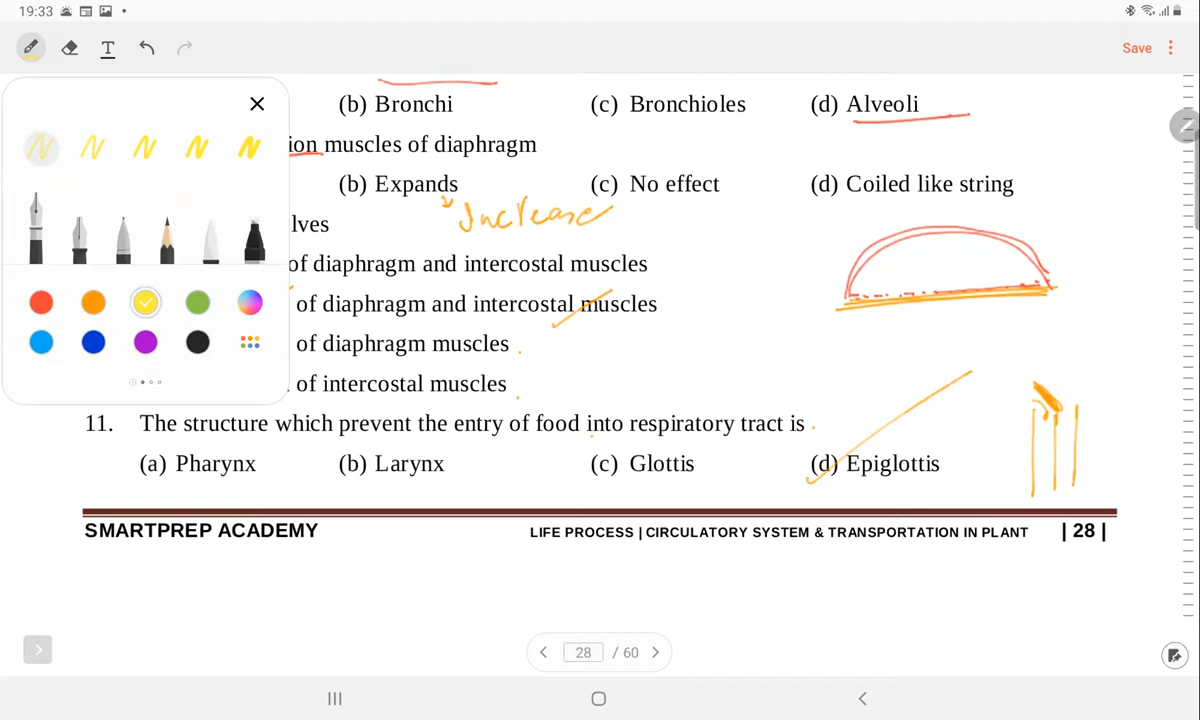 19:33
T Save
(b) Bronchi (c) Bronchioles (d) Alveoli
ion muscles of diaphragm
(b) Expands (c) No effect (d) Coiled like string
Increase
lves
of diaphragm and intercostal muscles
of diaphragm and intercostal muscles
of diaphragm muscles
of intercostal muscles
11. The structure which prevent the entry of food into respiratory tract is
(a) Pharynx (b) Larynx (c) Glottis (d) Epiglottis
SMARTPREP ACADEMY LIFE PROCESS | CIRCULATORY SYSTEM & TRANSPORTATION IN PLANT | 28 |
28 / 60